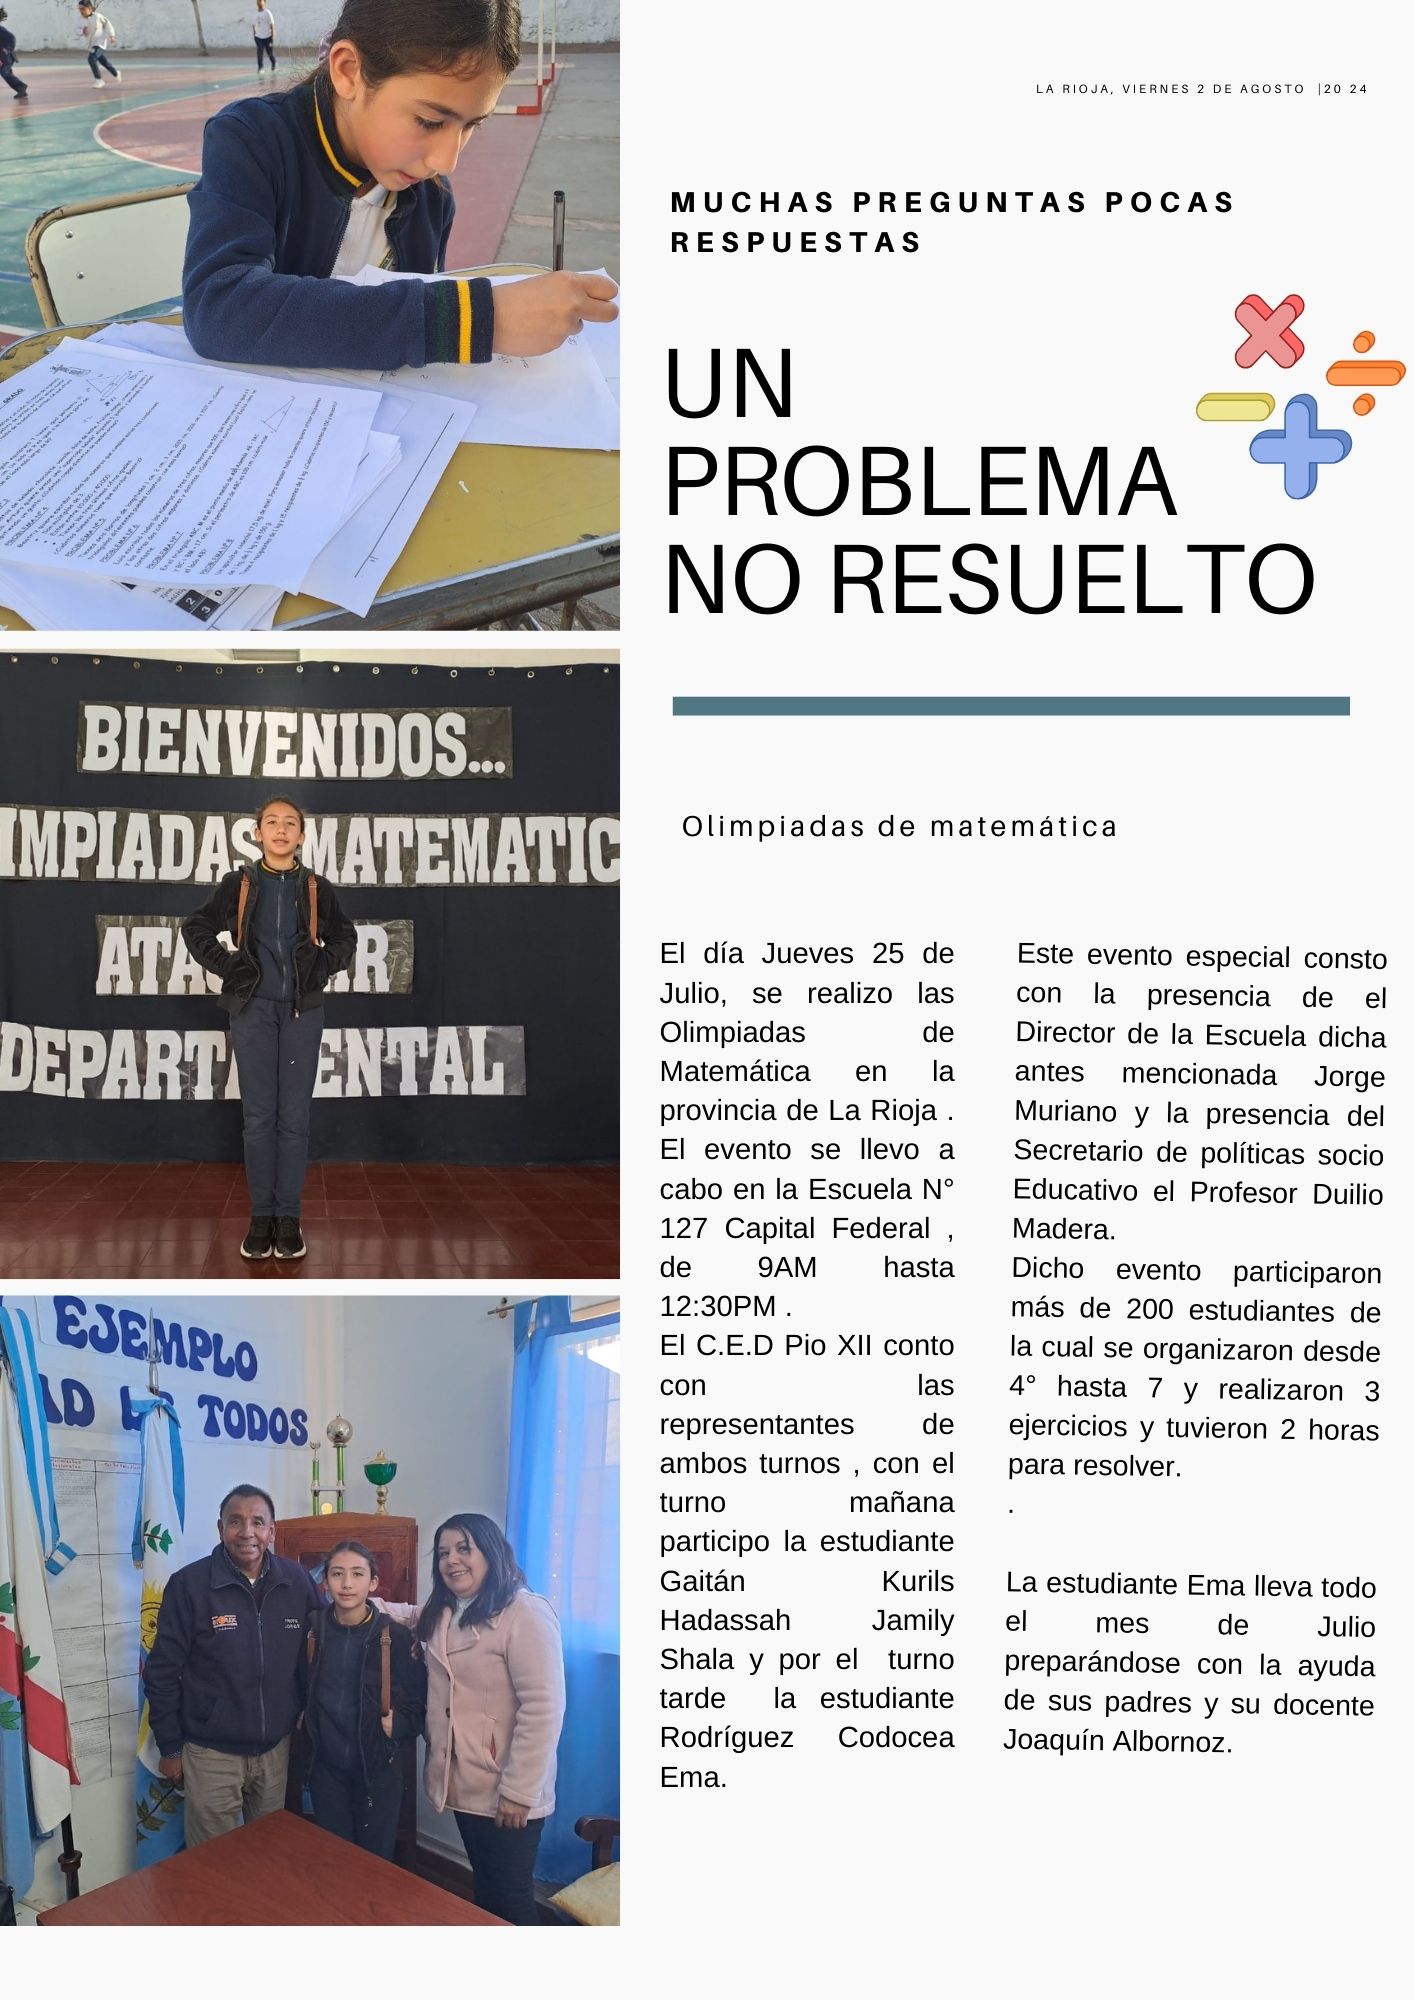 LA RIOJA, VIERNES 2 DE AGOSTO |20 24
MUCHAS PREGUNTAS POCAS
RESPUESTAS
UN
PROBLEMA
NO RESUELTO
BIENVENIDOS...
IMPIADAS MATEMATIC
ATA R
DEPART ENTAL
EJEMPLO
TODOS
Olimpiadas de matemática
El día Jueves 25 de
Julio, se realizo las
Olimpiadas de
Matemática en la
provincia de La Rioja .
El evento se llevo a
cabo en la Escuela N°
127 Capital Federal ,
de 9AM hasta
12:30PM .
El C.E.D Pio XII conto
con las
representantes de
ambos turnos , con el
turno mañana
participo la estudiante
Gaitán Kurils
Hadassah Jamily
Shala y por el turno
tarde la estudiante
Rodríguez Codocea
Ema.
Este evento especial consto
con la presencia de el
Director de la Escuela dicha
antes mencionada Jorge
Muriano y la presencia del
Secretario de políticas socio
Educativo el Profesor Duilio
Madera.
Dicho evento participaron
más de 200 estudiantes de
la cual se organizaron desde
4° hasta 7 y realizaron 3
ejercicios y tuvieron 2 horas
para resolver.
.
La estudiante Ema lleva todo
el mes de Julio
preparándose con la ayuda
de sus padres y su docente
Joaquín Albornoz.